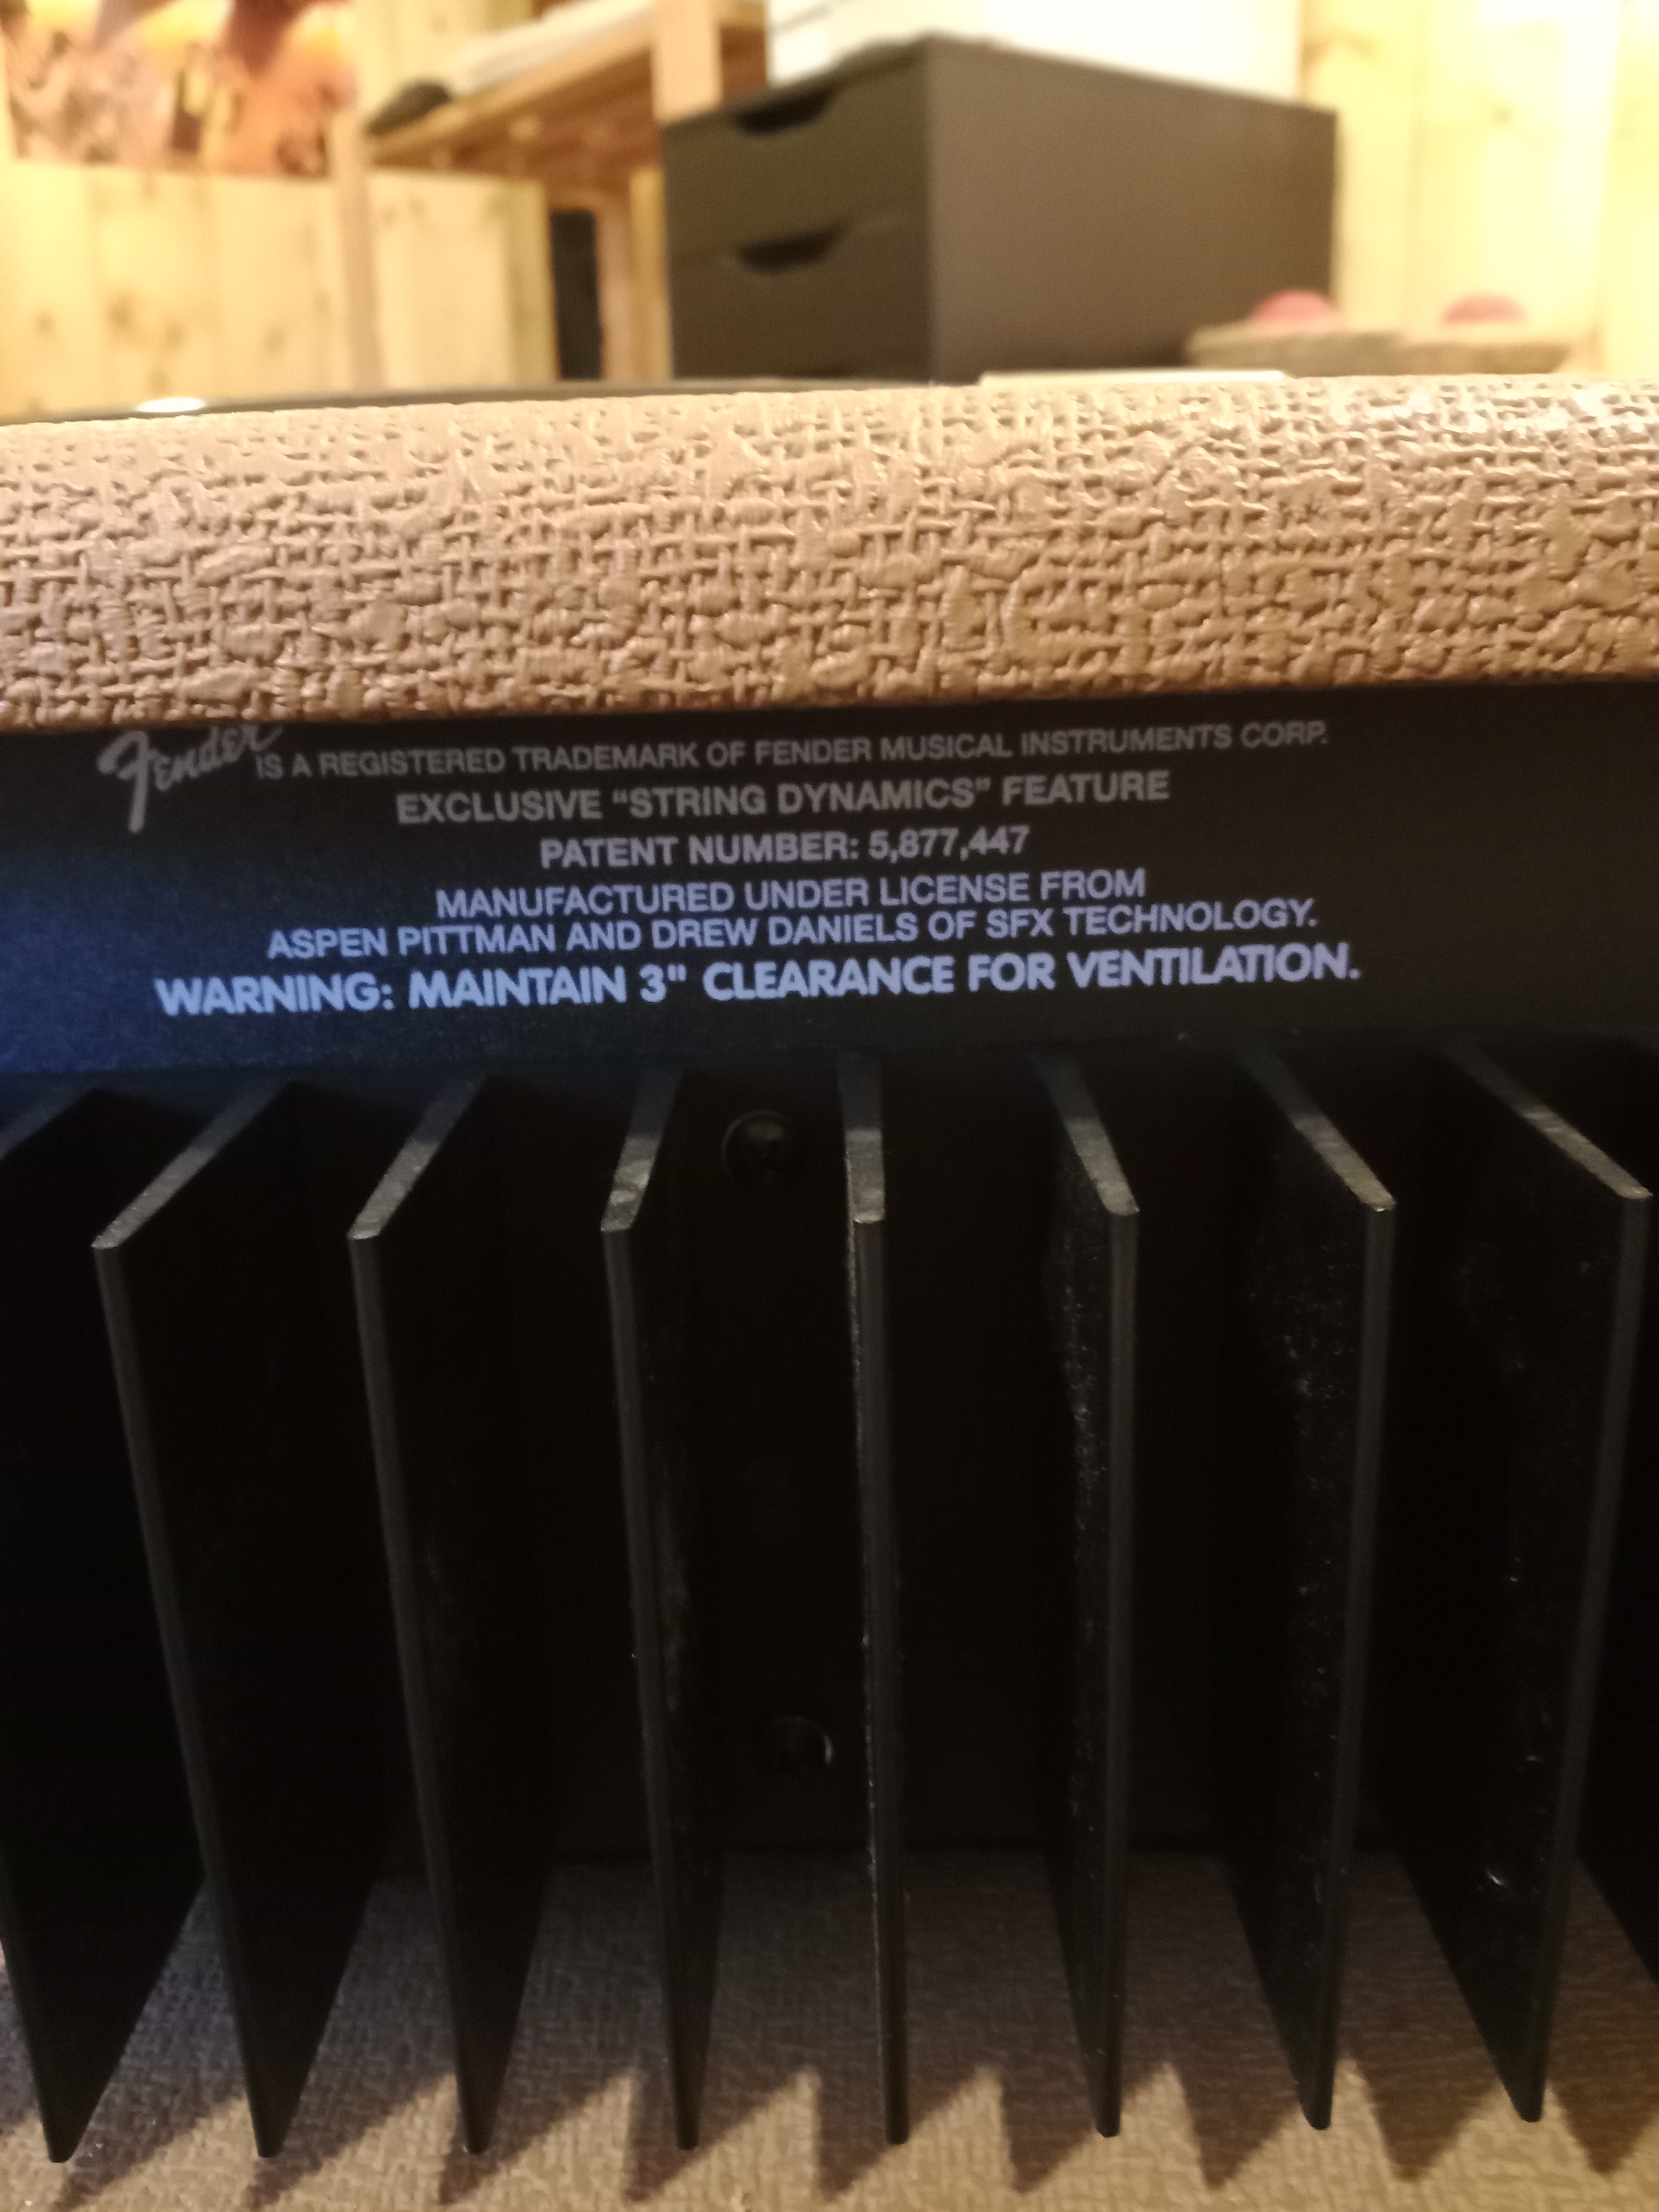 Fender IS A REGISTERED TRADEMARK OF FENDER MUSICAL INSTRUMENTS CORP.
EXCLUSIVE “STRING DYNAMICS” FEATURE
PATENT NUMBER: 5,877,447
MANUFACTURED UNDER LICENSE FROM
ASPEN PITTMAN AND DREW DANIELS OF SFX TECHNOLOGY.
WARNING: MAINTAIN 3" CLEARANCE FOR VENTILATION.